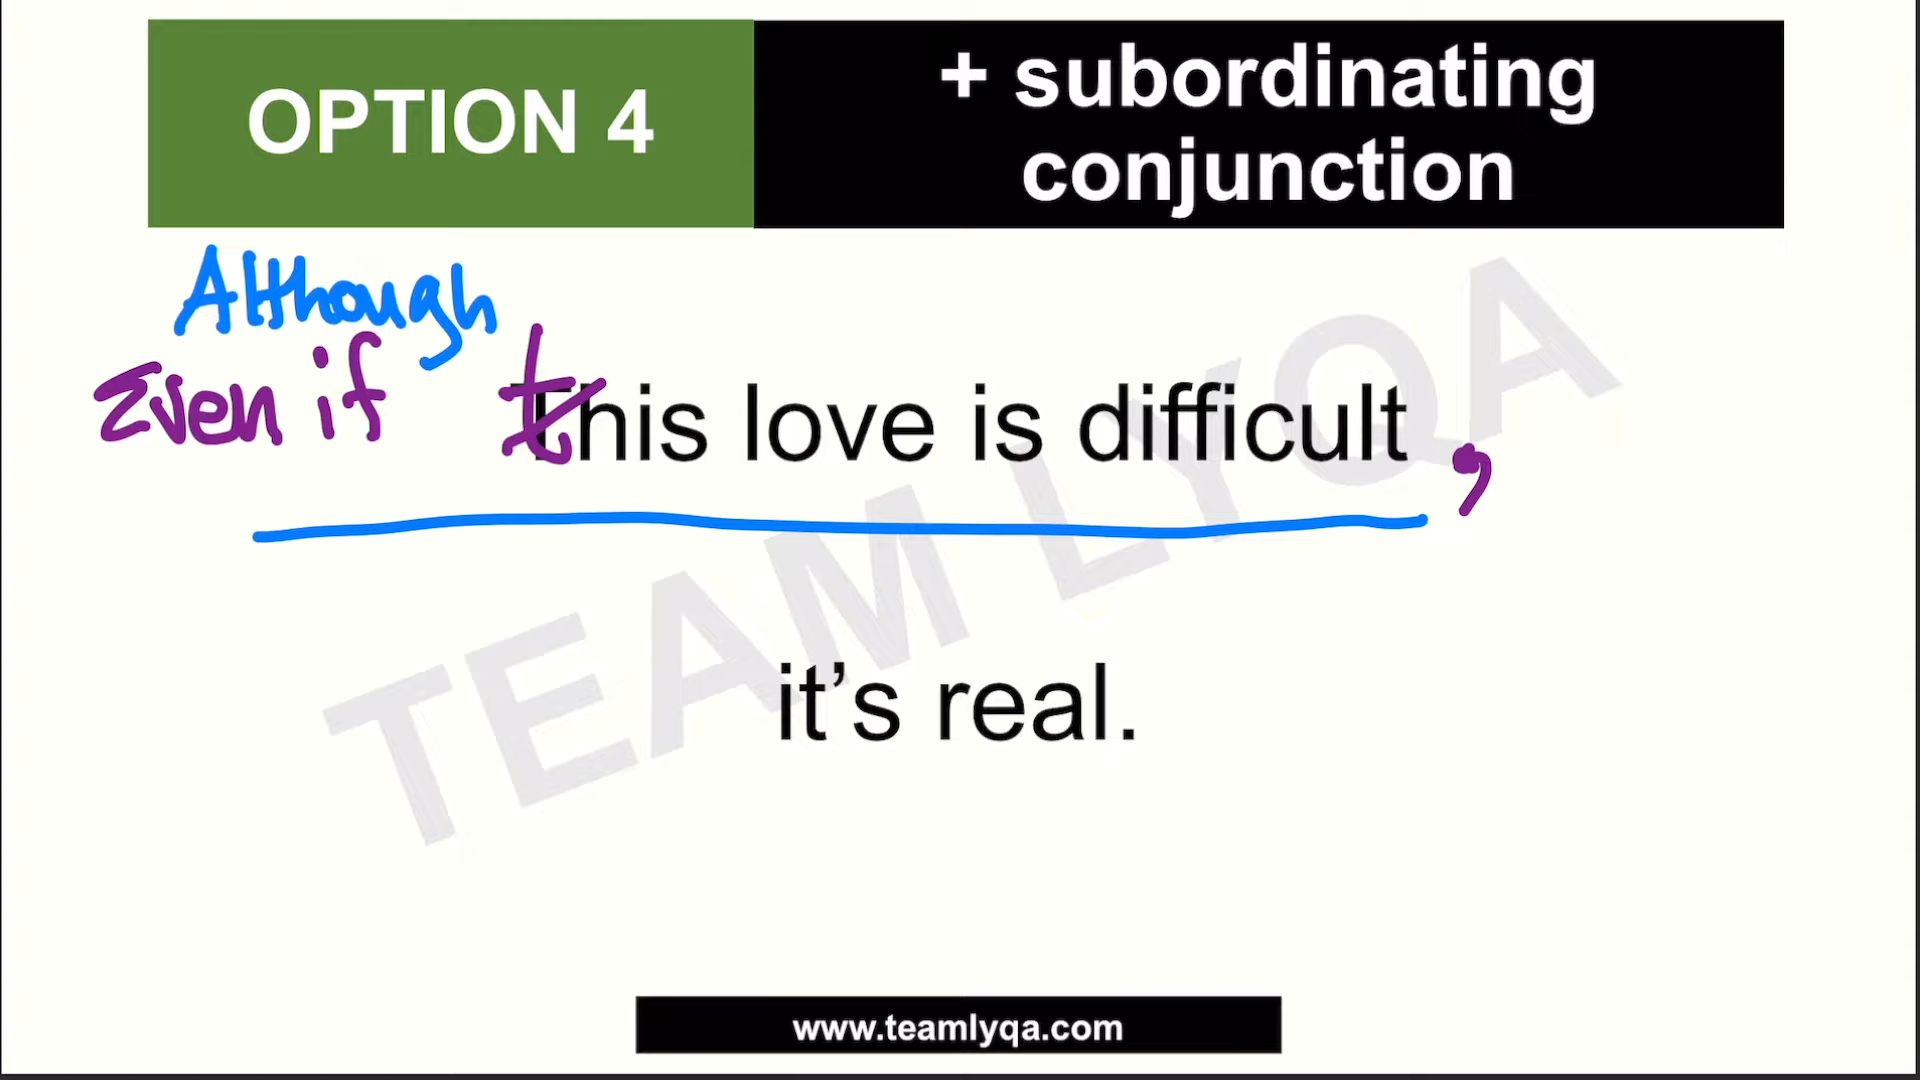 OPTION 4
+ subordinating
conjunction
Although
Even if this love is difficult,
it’s real.
TEAM LYQA
www.teamlyqa.com